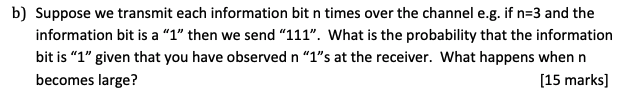 b) Suppose we transmit each information bit n times over the channel e.g. if n=3 and the
information bit is a “1” then we send “111”.  What is the probability that the information
bit is “1” given that you have observed n “1”s at the receiver.  What happens when n
becomes large? [15 marks]